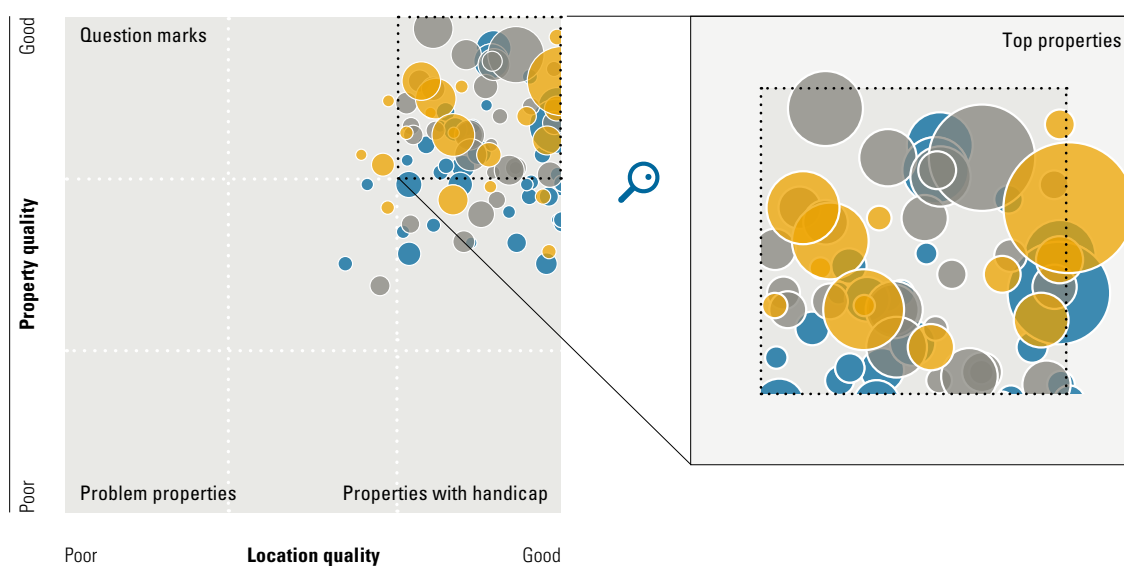 Good
Question marks
Top properties
Property quality
Problem properties
Properties with handicap
Poor
Poor
Location quality
Good